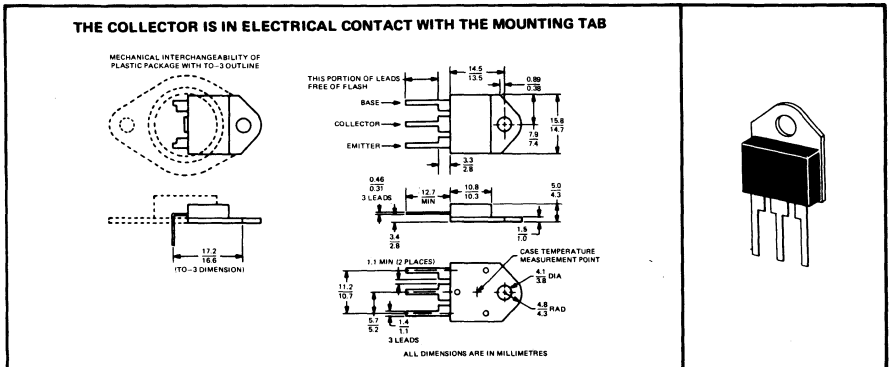 THE COLLECTOR IS IN ELECTRICAL CONTACT WITH THE MOUNTING TAB
MECHANICAL INTERCHANGEABILITY OF
PLASTIC PACKAGE WITH TO-3 OUTLINE
17.2
16.6
(TO-3 DIMENSION)
THIS PORTION OF LEADS
FREE OF FLASH
BASE
COLLECTOR
EMITTER
14.5
13.5
0.89
0.38
15.8
14.7
7.9
7.4
3.3
2.8
0.46
0.31
3 LEADS
12.7
MIN
10.8
10.3
5.0
4.3
3.4
2.8
1.5
1.0
1.1 MIN (2 PLACES)
CASE TEMPERATURE
MEASUREMENT POINT
4.1
3.8
DIA
4.8
4.3
RAD
11.2
10.7
5.7
5.2
1.4
1.1
3 LEADS
ALL DIMENSIONS ARE IN MILLIMETRES